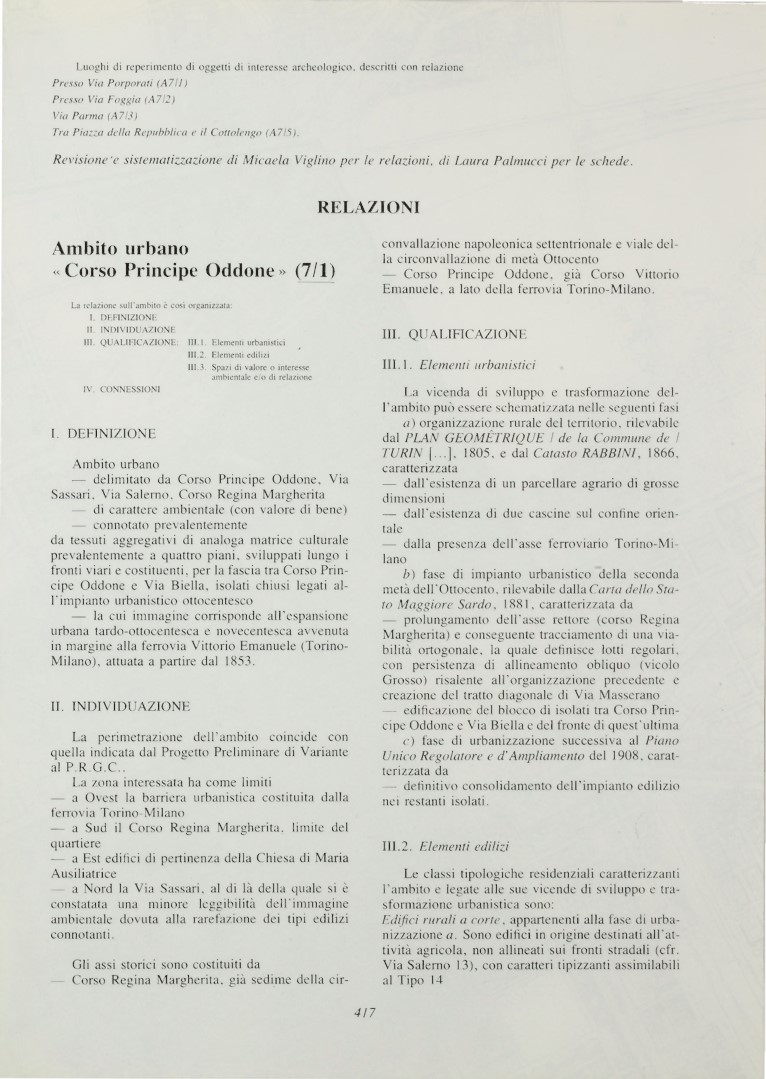 Luoghi di reperimento di oggetti di interesse archeologico, descritti con relazione
Presso Via Porporati (A7/1)
Presso Via Foggia (A7/2)
Via Parma (A7/3)
Tra Piazza della Repubblica e il Cottolengo (A7/5).
Revisione e sistematizzazione di Micaela Viglino per le relazioni, di Laura Palmucci per le schede.
RELAZIONI
Ambito urbano
« Corso Principe Oddone » (7/1)
La relazione sull'ambito è così organizzata:
I. DEFINIZIONE
II. INDIVIDUAZIONE
III. QUALIFICAZIONE: III.1. Elementi urbanistici
III.2. Elementi edilizi
III.3. Spazi di valore o interesse
ambientale e/o di relazione
IV. CONNESSIONI
I. DEFINIZIONE
Ambito urbano
— delimitato da Corso Principe Oddone, Via
Sassari, Via Salerno, Corso Regina Margherita
— di carattere ambientale (con valore di bene)
— connotato prevalentemente
da tessuti aggregativi di analoga matrice culturale
prevalentemente a quattro piani, sviluppati lungo i
fronti viari e costituenti, per la fascia tra Corso Prin-
cipe Oddone e Via Biella, isolati chiusi legati al-
l'impianto urbanistico ottocentesco
— la cui immagine corrisponde all'espansione
urbana tardo-ottocentesca e novecentesca avvenuta
in margine alla ferrovia Vittorio Emanuele (Torino-
Milano), attuata a partire dal 1853.
II. INDIVIDUAZIONE
La perimetrazione dell'ambito coincide con
quella indicata dal Progetto Preliminare di Variante
al P.R.G.C..
La zona interessata ha come limiti
— a Ovest la barriera urbanistica costituita dalla
ferrovia Torino-Milano
— a Sud il Corso Regina Margherita, limite del
quartiere
— a Est edifici di pertinenza della Chiesa di Maria
Ausiliatrice
— a Nord la Via Sassari, al di là della quale si è
constatata una minore leggibilità dell'immagine
ambientale dovuta alla rarefazione dei tipi edilizi
connotanti.
Gli assi storici sono costituiti da
— Corso Regina Margherita, già sedime della cir-
convallazione napoleonica settentrionale e viale del-
la circonvallazione di metà Ottocento
— Corso Principe Oddone, già Corso Vittorio
Emanuele, a lato della ferrovia Torino-Milano.
III. QUALIFICAZIONE
III.1. Elementi urbanistici
La vicenda di sviluppo e trasformazione del-
l'ambito può essere schematizzata nelle seguenti fasi
a) organizzazione rurale del territorio, rilevabile
dal PLAN GEOMÉTRIQUE / de la Commune de /
TURIN [...], 1805, e dal Catasto RABBINI, 1866,
caratterizzata
— dall'esistenza di un parcellare agrario di grosse
dimensioni
— dall'esistenza di due cascine sul confine orien-
tale
— dalla presenza dell'asse ferroviario Torino-Mi-
lano
b) fase di impianto urbanistico della seconda
metà dell'Ottocento, rilevabile dalla Carta dello Sta-
to Maggiore Sardo, 1881, caratterizzata da
— prolungamento dell'asse rettore (corso Regina
Margherita) e conseguente tracciamento di una via-
bilità ortogonale, la quale definisce lotti regolari,
con persistenza di allineamento obliquo (vicolo
Grosso) risalente all'organizzazione precedente e
creazione del tratto diagonale di Via Masserano
— edificazione del blocco di isolati tra Corso Prin-
cipe Oddone e Via Biella e del fronte di quest'ultima
c) fase di urbanizzazione successiva al Piano
Unico Regolatore e d'Ampliamento del 1908, carat-
terizzata da
— definitivo consolidamento dell'impianto edilizio
nei restanti isolati.
III.2. Elementi edilizi
Le classi tipologiche residenziali caratterizzanti
l'ambito e legate alle sue vicende di sviluppo e tra-
sformazione urbanistica sono:
Edifici rurali a corte, appartenenti alla fase di urba-
nizzazione a. Sono edifici in origine destinati all'at-
tività agricola, non allineati sui fronti stradali (cfr.
Via Salerno 13), con caratteri tipizzanti assimilabili
al Tipo 14
417